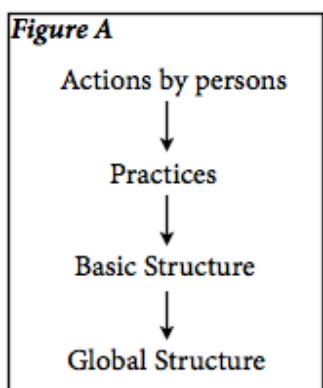 Figure A
Actions by persons
Practices
Basic Structure
Global Structure